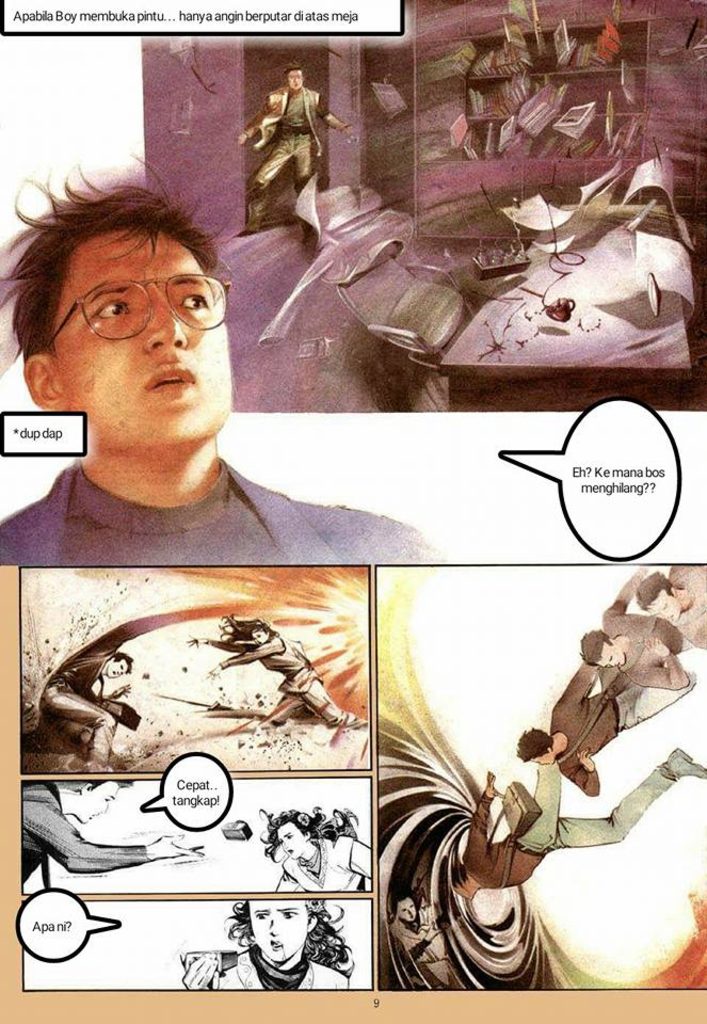 Apabila Boy membuka pintu... hanya angin berputar di atas meja
*dup dap
Eh? Ke mana bos
menghilang??
Cepat..
tangkap!
Apa ni?
9